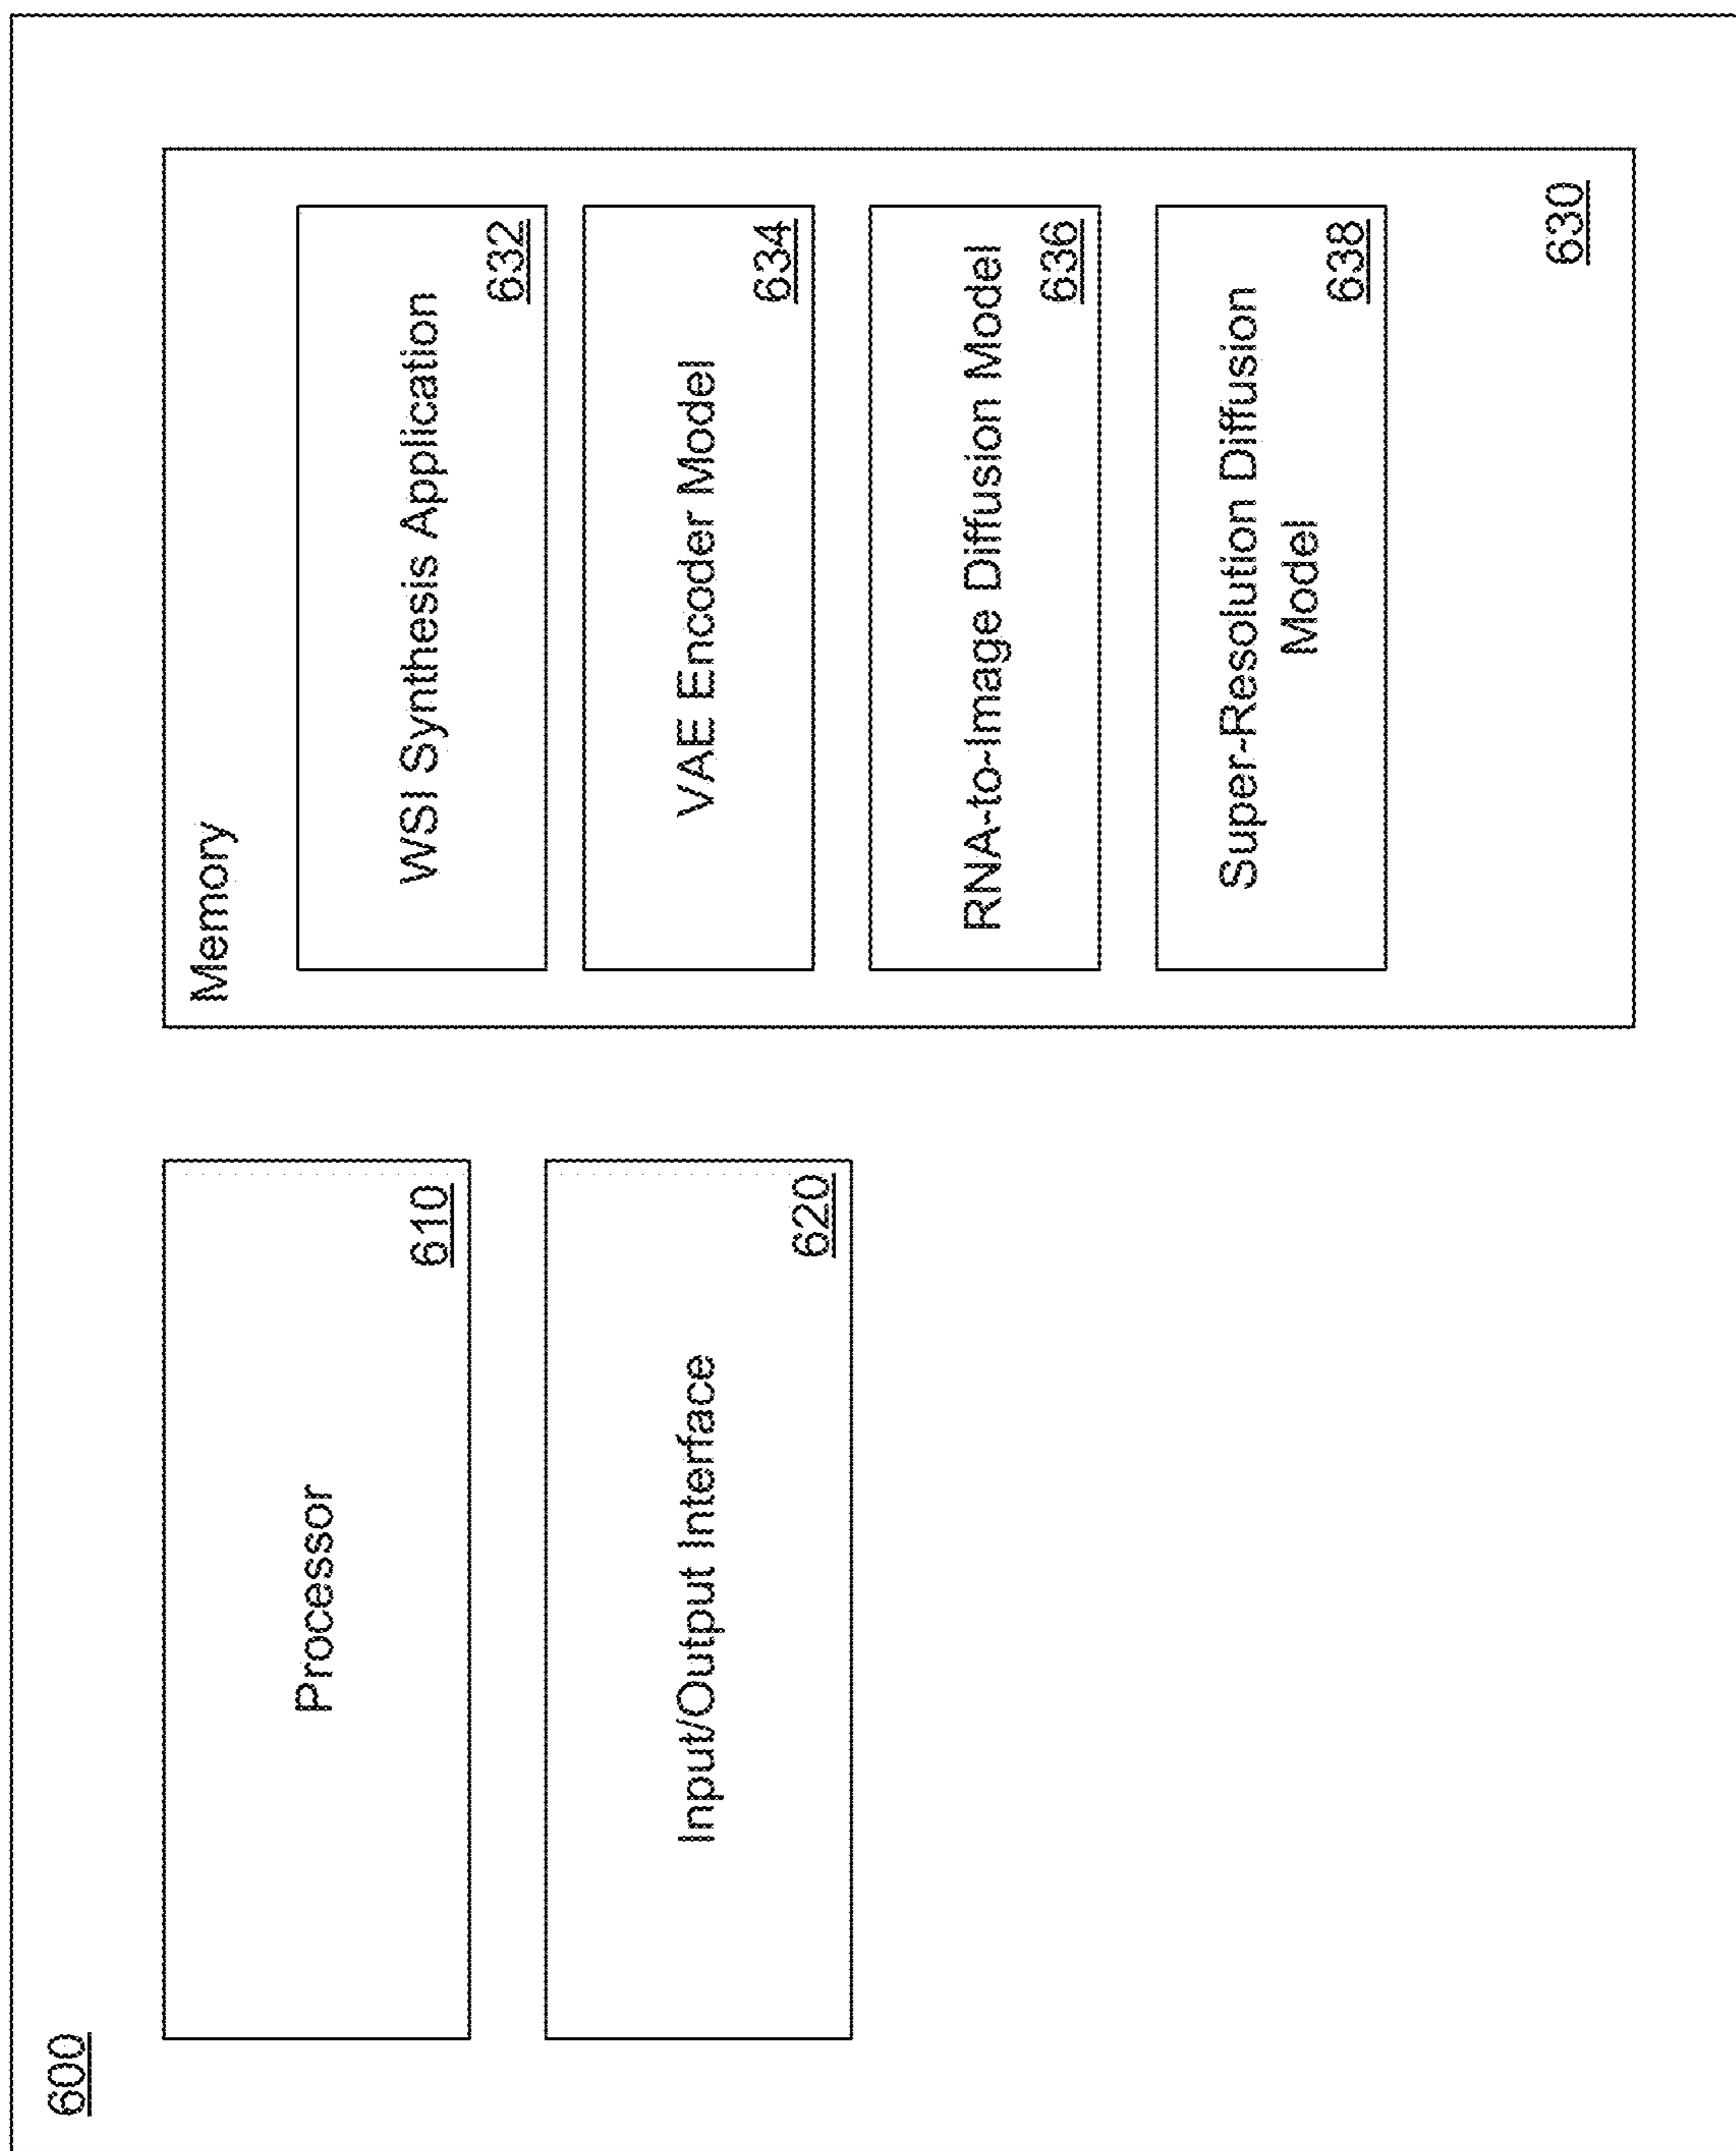 600
Processor
610
Input/Output Interface
620
Memory
WSI Synthesis Application
632
VAE Encoder Model
634
RNA-to-Image Diffusion Model
636
Super-Resolution Diffusion
Model
638
630